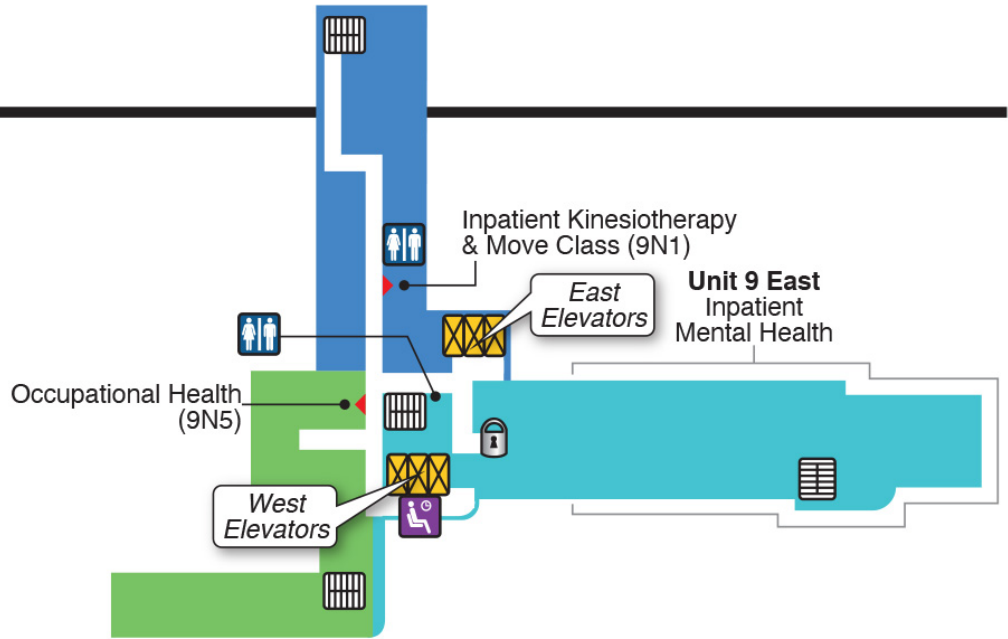 Inpatient Kinesiotherapy
& Move Class (9N1)
Unit 9 East
Inpatient
Mental Health
East
Elevators
Occupational Health
(9N5)
West
Elevators